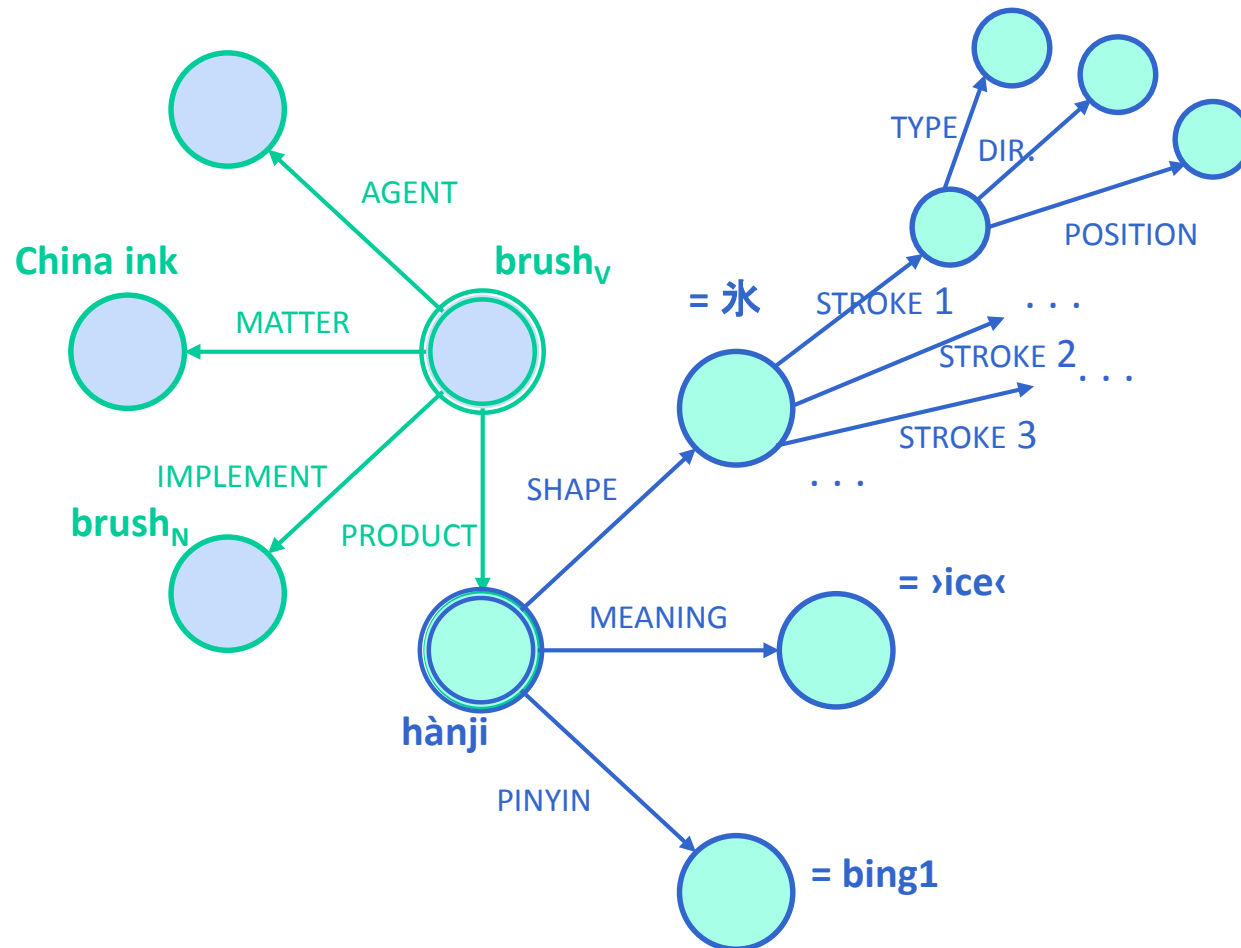 TYPE
DIR.
AGENT
POSITION
China ink
brushV
= 氷
STROKE 1
. . .
MATTER
STROKE 2
. . .
STROKE 3
IMPLEMENT
SHAPE
. . .
brushN
PRODUCT
= ›ice‹
MEANING
hànji
PINYIN
= bing1